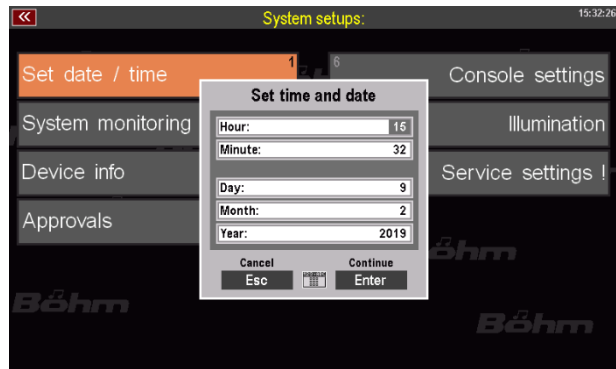 System setups:
15:32:26
Set date / time
1
6
Console settings
System monitoring
Illumination
Device info
Service settings !
Approvals
Set time and date
Hour: 15
Minute: 32
Day: 9
Month: 2
Year: 2019
Cancel
Continue
Esc
Enter
Böhm
Böhm
Böhm